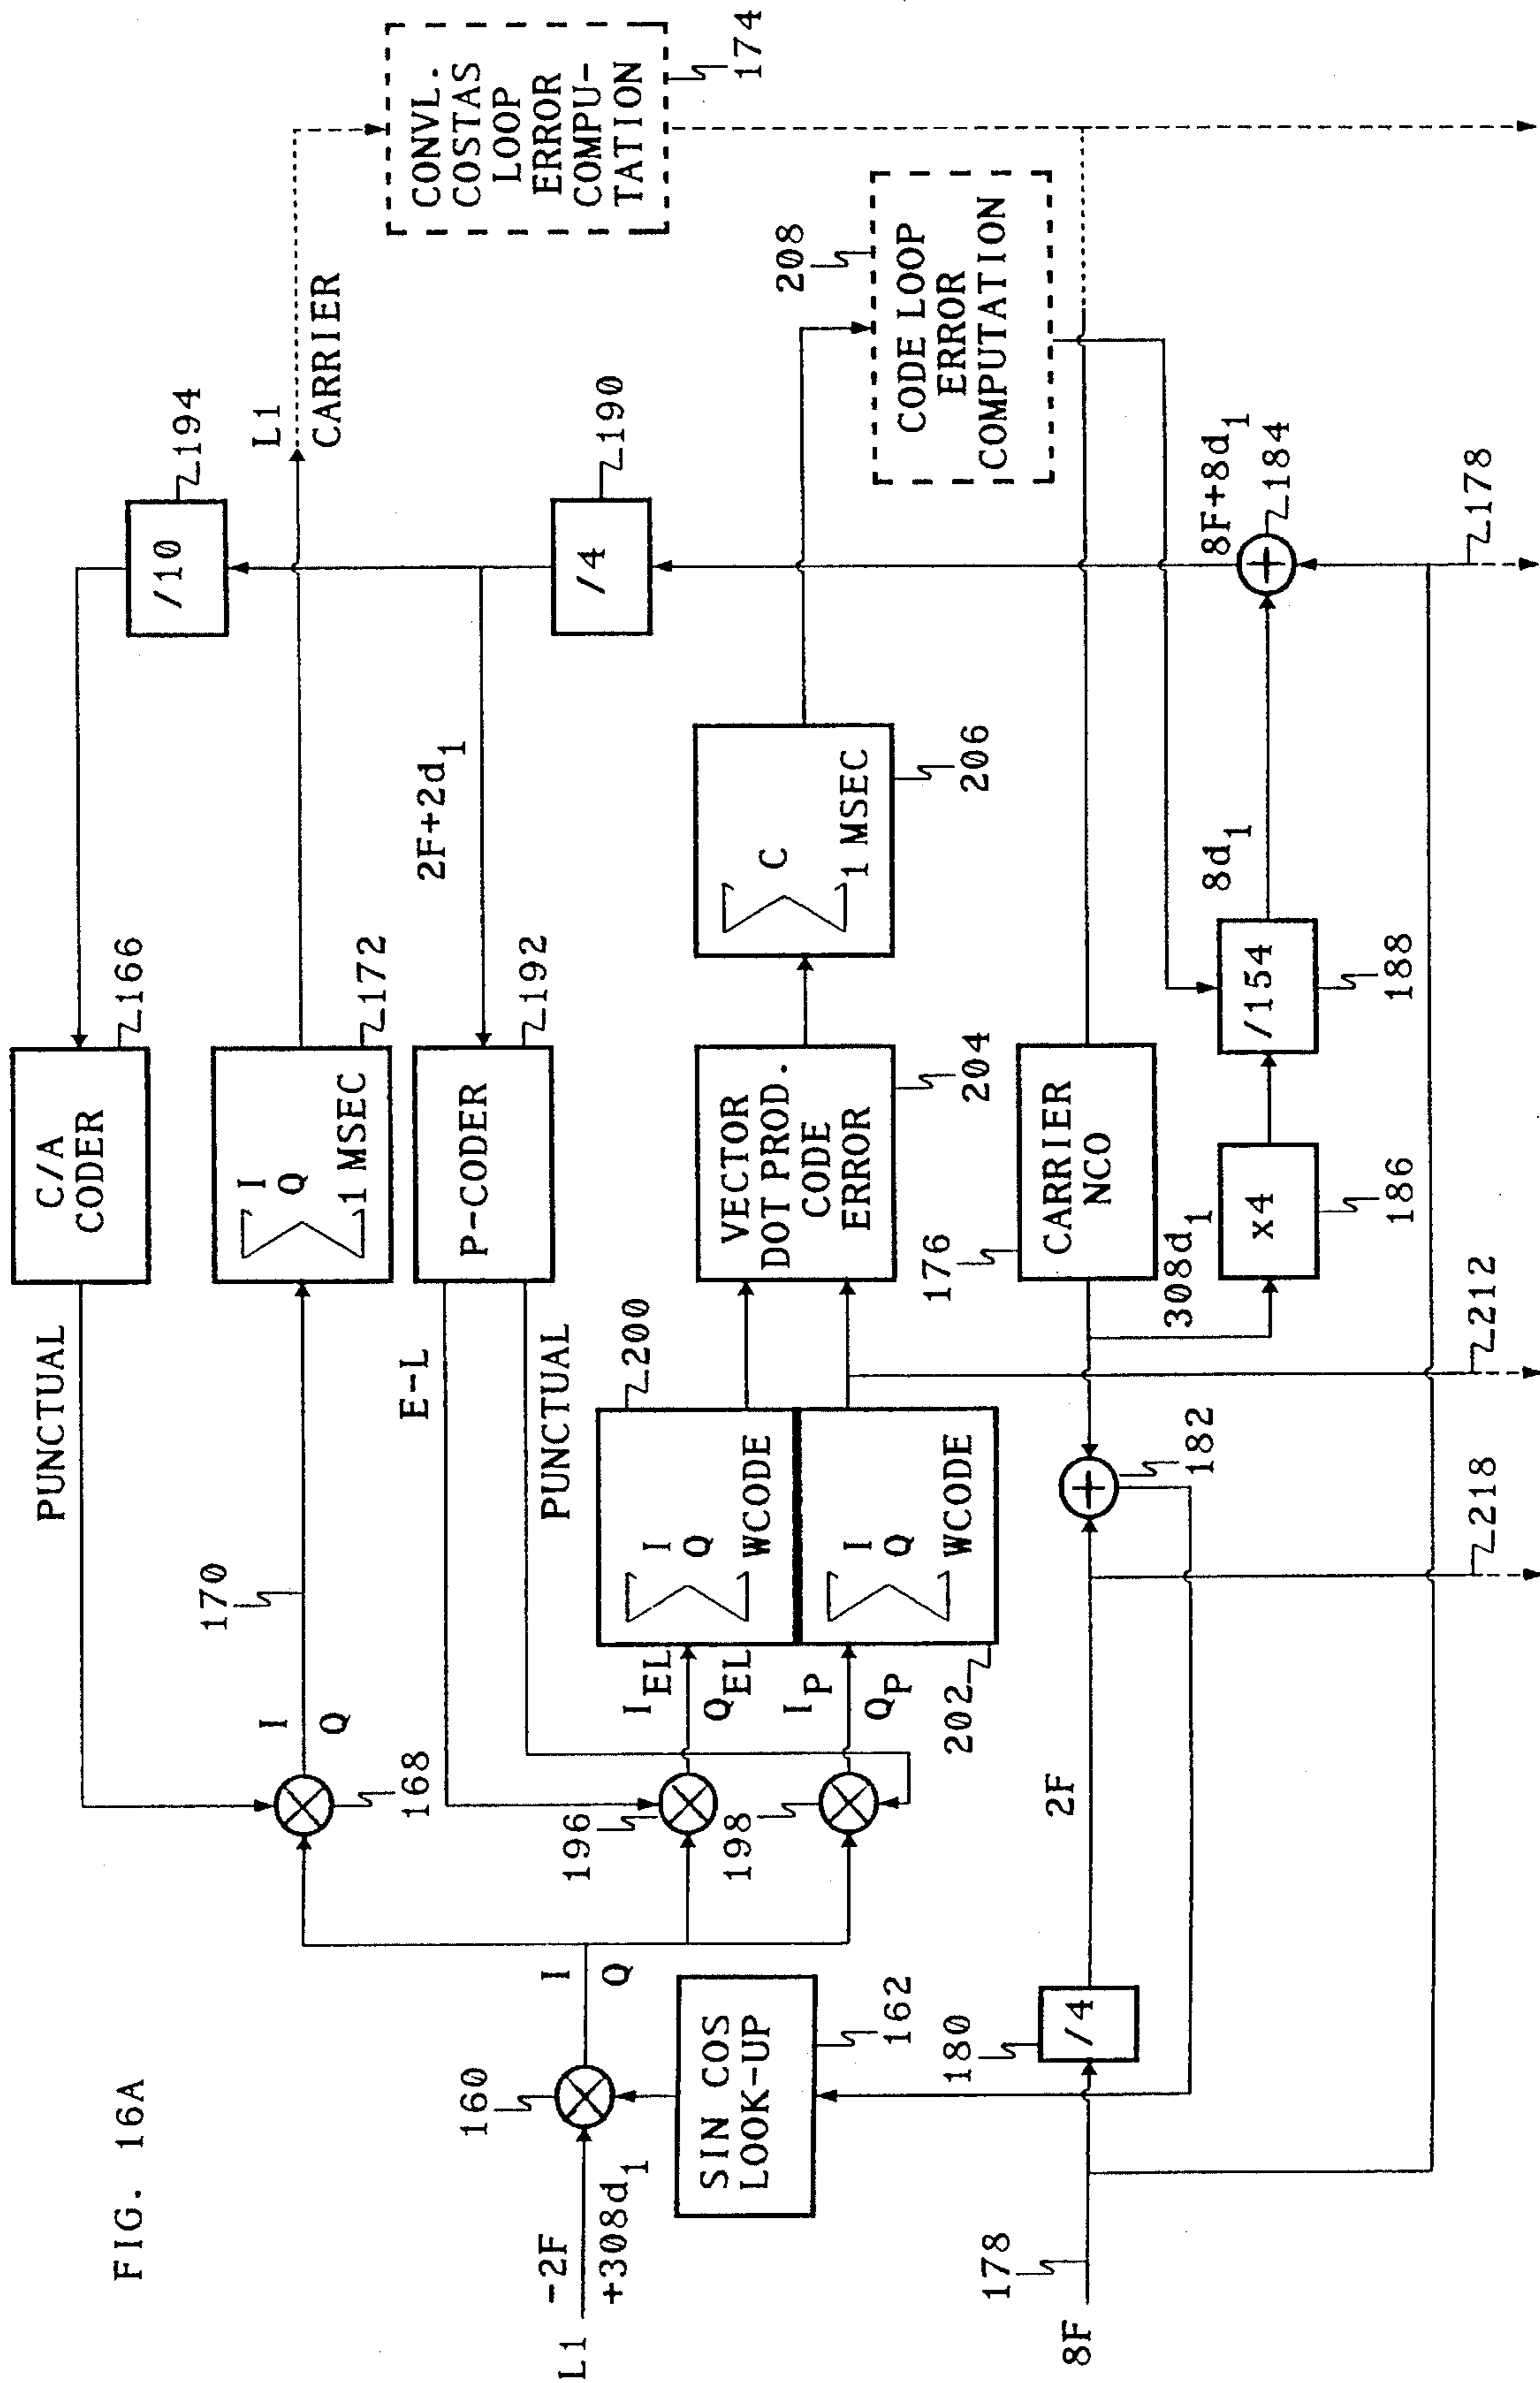 FIG. 16A
C/A
CODER
166
PUNCTUAL
/10
194
L1
CARRIER
CONVL.
COSTAS
LOOP
ERROR
COMPU-
TATION
174
I
Q
170
168
I
Q
1 MSEC
172
P-CODER
192
E-L
PUNCTUAL
2F+2d1
/4
190
160
L1
-2F
+308d1
I
Q
SIN COS
LOOK-UP
162
196
198
IEL
QEL
IP
QP
I
Q
WCODE
200
I
Q
WCODE
202
VECTOR
DOT PROD.
CODE
ERROR
204
C
1 MSEC
206
208
CODE LOOP
ERROR
COMPUTATION
8F
178
180
/4
2F
182
176
CARRIER
NCO
308d1
x4
186
/154
188
8d1
8F+8d1
184
218
212
178